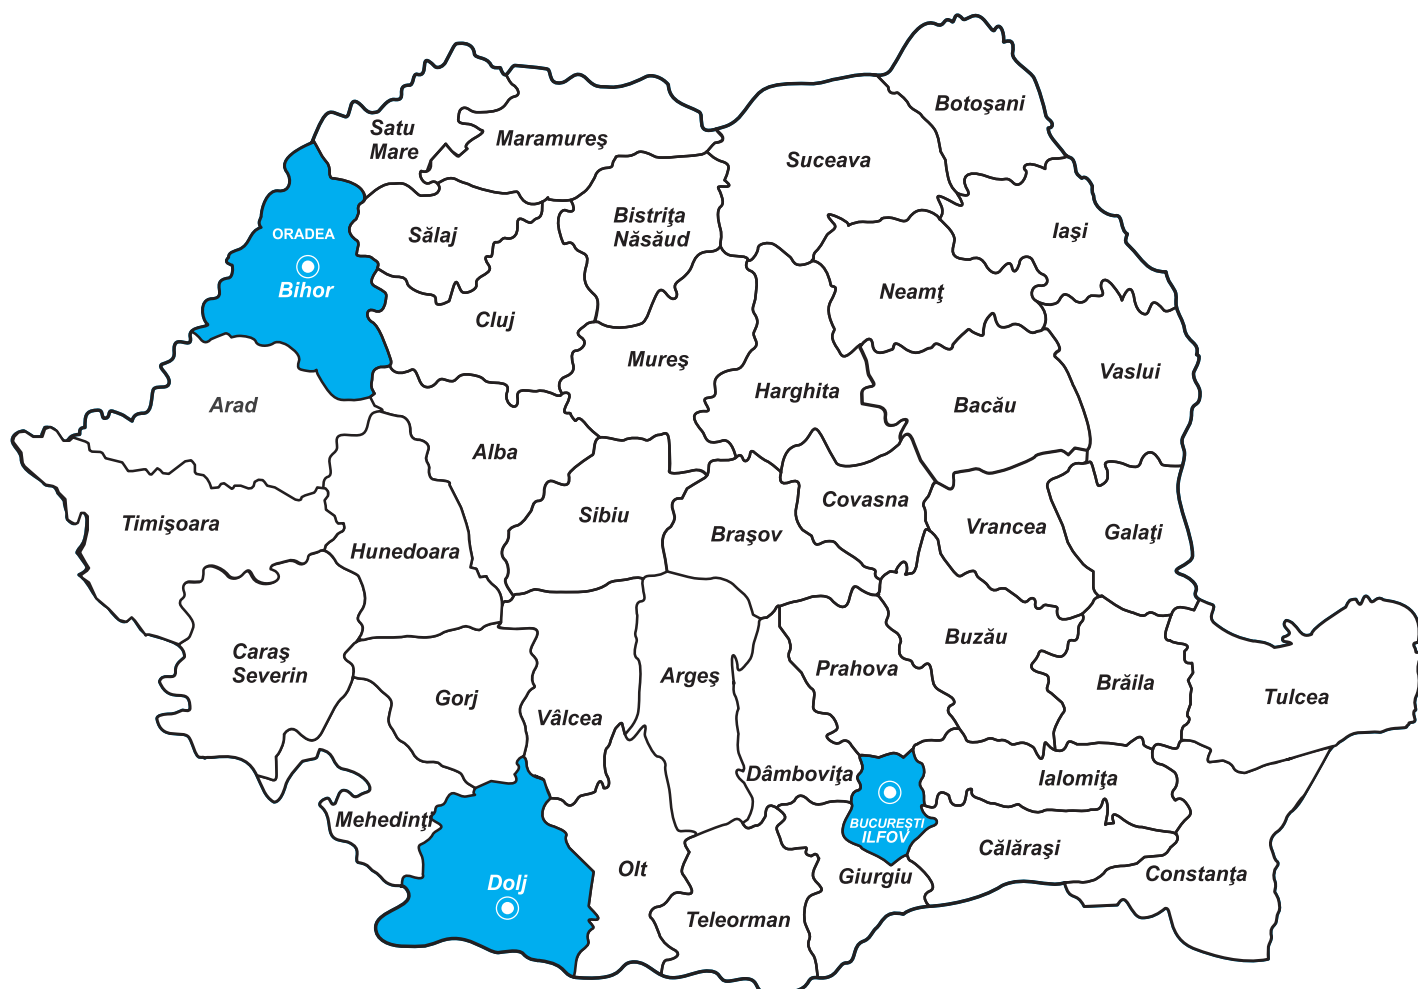 Botoşani
Satu
Mare
Maramureş
Suceava
ORADEA
Bihor
Sălaj
Bistriţa
Năsăud
Iaşi
Neamţ
Cluj
Mureş
Harghita
Bacău
Vaslui
Arad
Alba
Timişoara
Hunedoara
Sibiu
Braşov
Covasna
Vrancea
Galaţi
Caraş
Severin
Gorj
Vâlcea
Argeş
Prahova
Buzău
Brăila
Tulcea
Dâmboviţa
Ialomiţa
Mehedinţi
BUCUREŞTI
ILFOV
Călăraşi
Constanţa
Dolj
Olt
Giurgiu
Teleorman